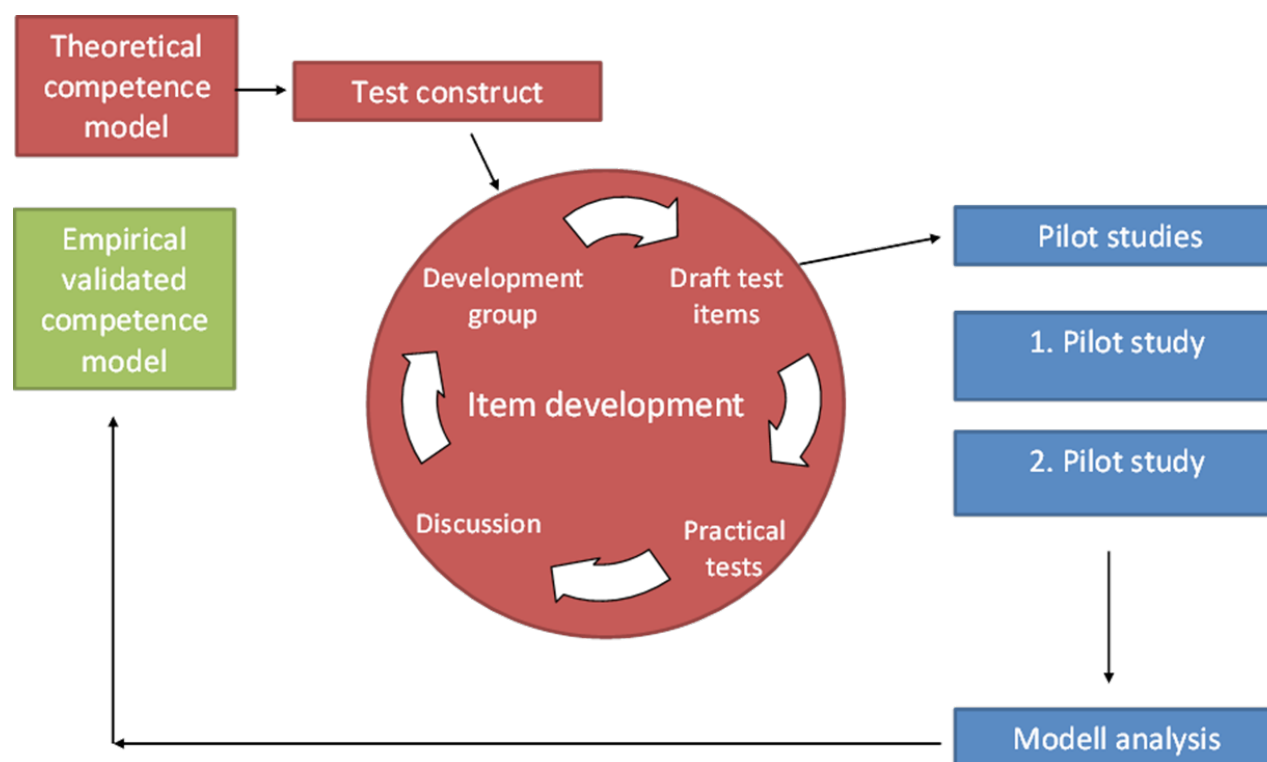 Theoretical
competence
model
Test construct
Empirical
validated
competence
model
Development
group
Draft test
items
Item development
Discussion
Practical
tests
Pilot studies
1. Pilot study
2. Pilot study
Modell analysis